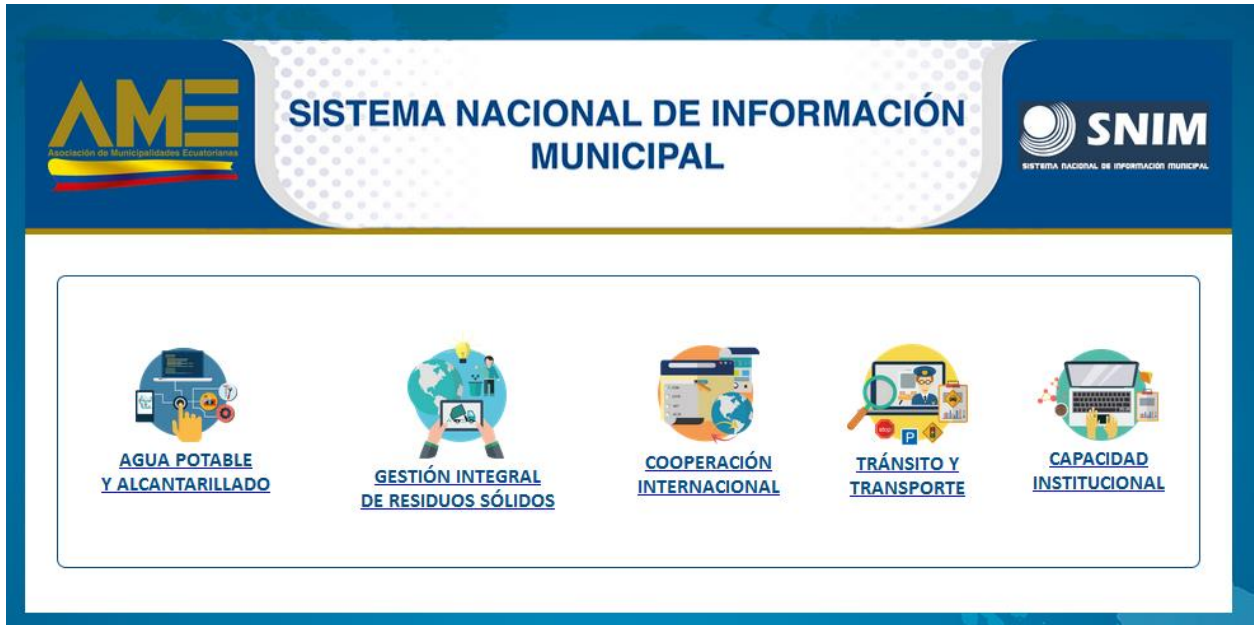 AME
Asociación de Municipalidades Ecuatorianas
SISTEMA NACIONAL DE INFORMACIÓN
MUNICIPAL
SNIM
SISTEMA NACIONAL DE INFORMACIÓN MUNICIPAL
AGUA POTABLE
Y ALCANTARILLADO
GESTIÓN INTEGRAL
DE RESIDUOS SÓLIDOS
COOPERACIÓN
INTERNACIONAL
STOP
P
TRÁNSITO Y
TRANSPORTE
CAPACIDAD
INSTITUCIONAL